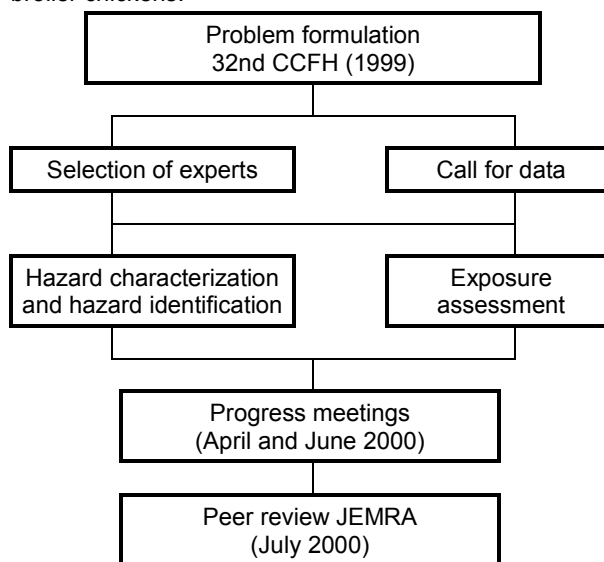 broiler chickens.
Problem formulation
32nd CCFH (1999)
Selection of experts
Call for data
Hazard characterization
and hazard identification
Exposure
assessment
Progress meetings
(April and June 2000)
Peer review JEMRA
(July 2000)